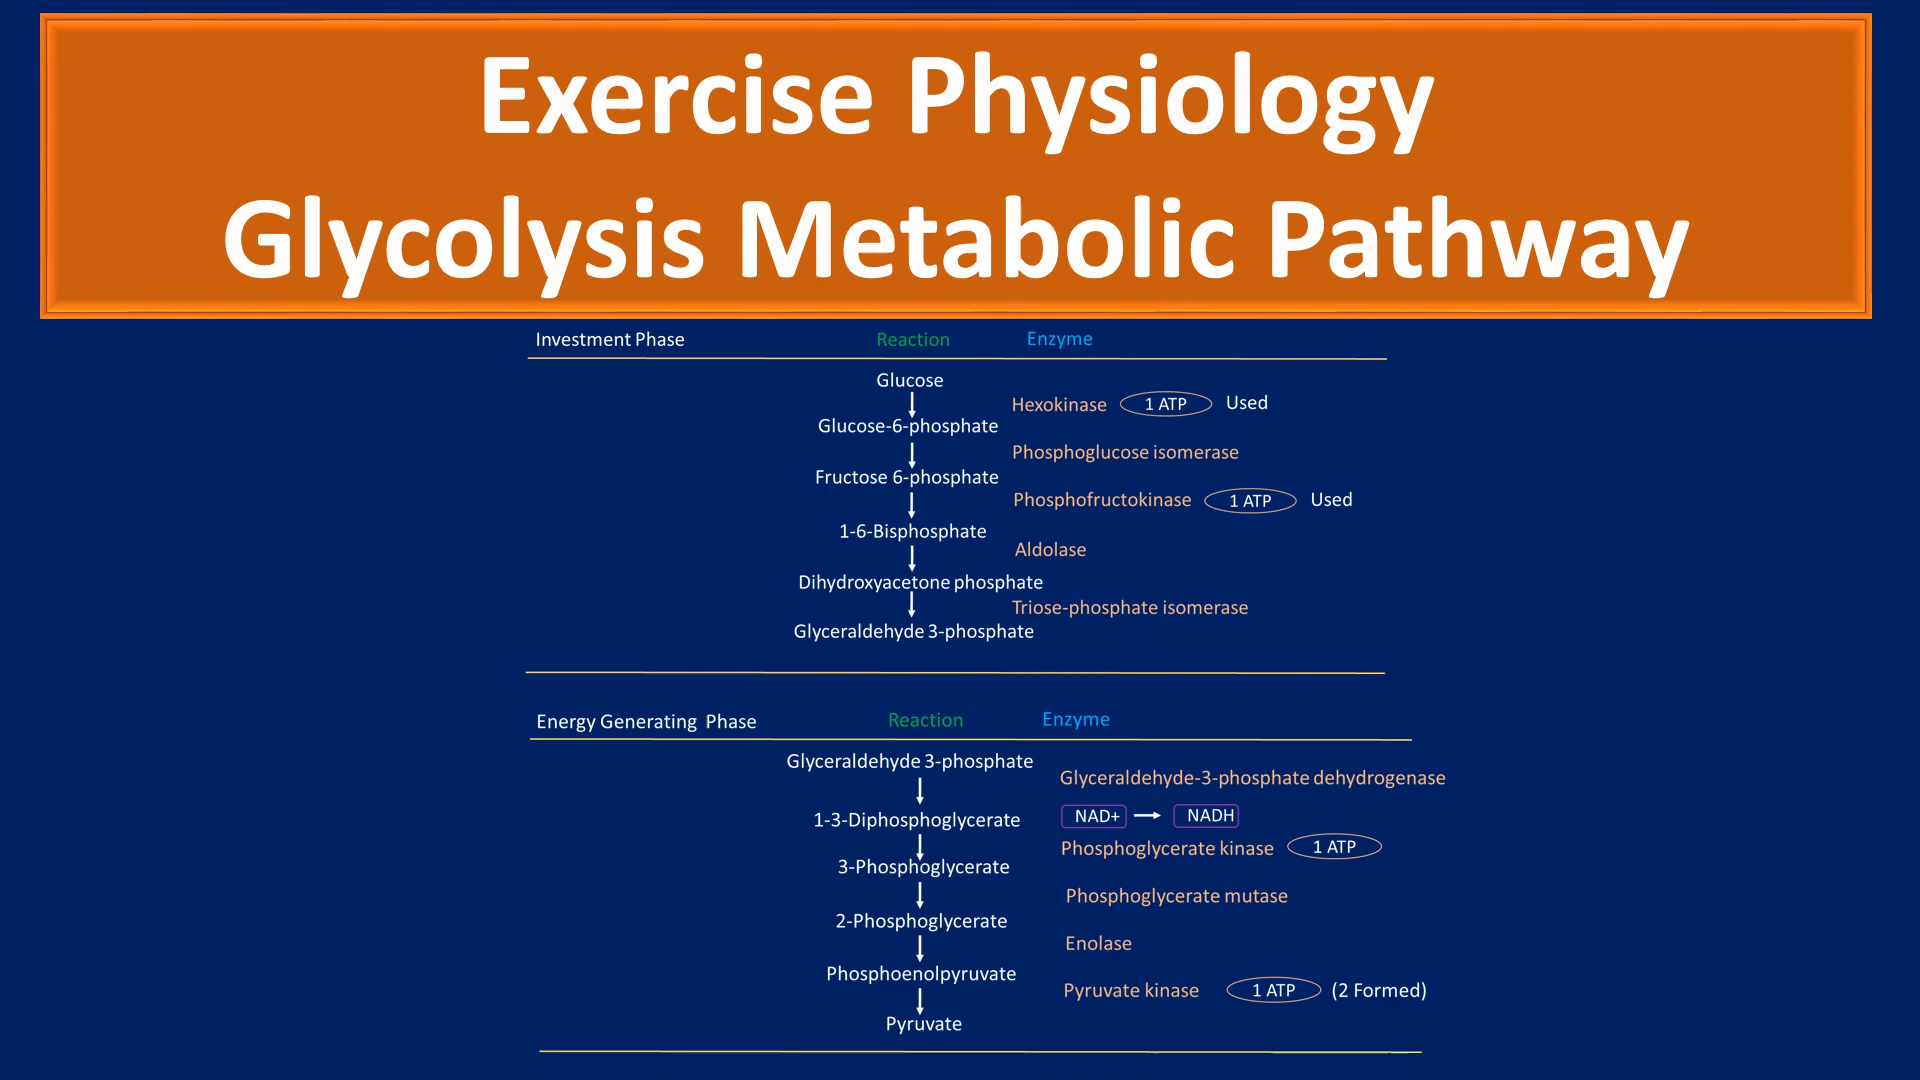 Exercise Physiology
Glycolysis Metabolic Pathway
Investment Phase Reaction Enzyme
Glucose
Hexokinase 1 ATP Used
Glucose-6-phosphate
Phosphoglucose isomerase
Fructose 6-phosphate
Phosphofructokinase 1 ATP Used
1-6-Bisphosphate
Aldolase
Dihydroxyacetone phosphate
Triose-phosphate isomerase
Glyceraldehyde 3-phosphate
Energy Generating Phase Reaction Enzyme
Glyceraldehyde 3-phosphate
Glyceraldehyde-3-phosphate dehydrogenase
NAD+ NADH
1-3-Diphosphoglycerate
Phosphoglycerate kinase 1 ATP
3-Phosphoglycerate
Phosphoglycerate mutase
2-Phosphoglycerate
Enolase
Phosphoenolpyruvate
Pyruvate kinase 1 ATP (2 Formed)
Pyruvate